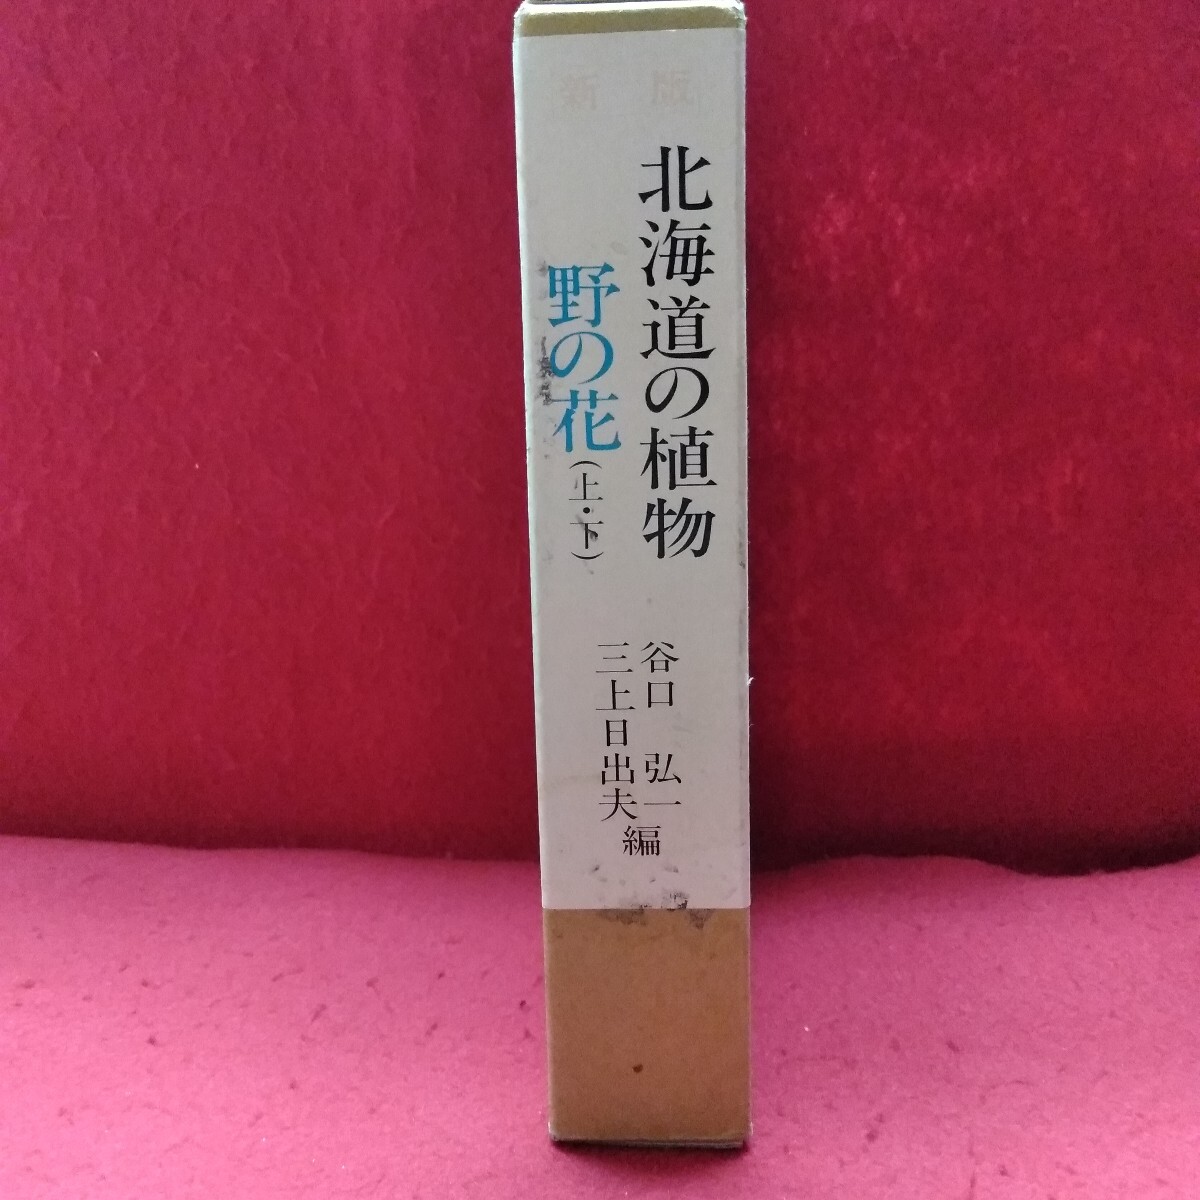 新版
北海道の植物
野の花
(上・下)
谷口 弘一
三上日出夫
編